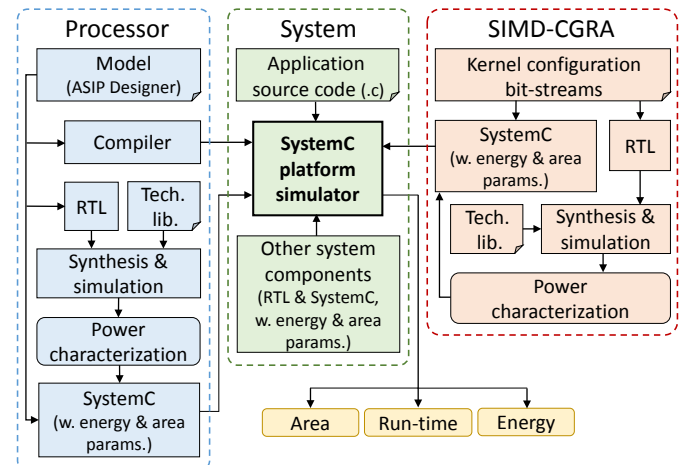 Processor
Model
(ASIP Designer)
Compiler
RTL
Tech.
lib.
Synthesis &
simulation
Power
characterization
SystemC
(w. energy & area
params.)
System
Application
source code (.c)
SystemC
platform
simulator
Other system
components
(RTL & SystemC,
w. energy & area
params.)
SIMD-CGRA
Kernel configuration
bit-streams
SystemC
(w. energy & area
params.)
RTL
Tech.
lib.
Synthesis &
simulation
Power
characterization
Area
Run-time
Energy